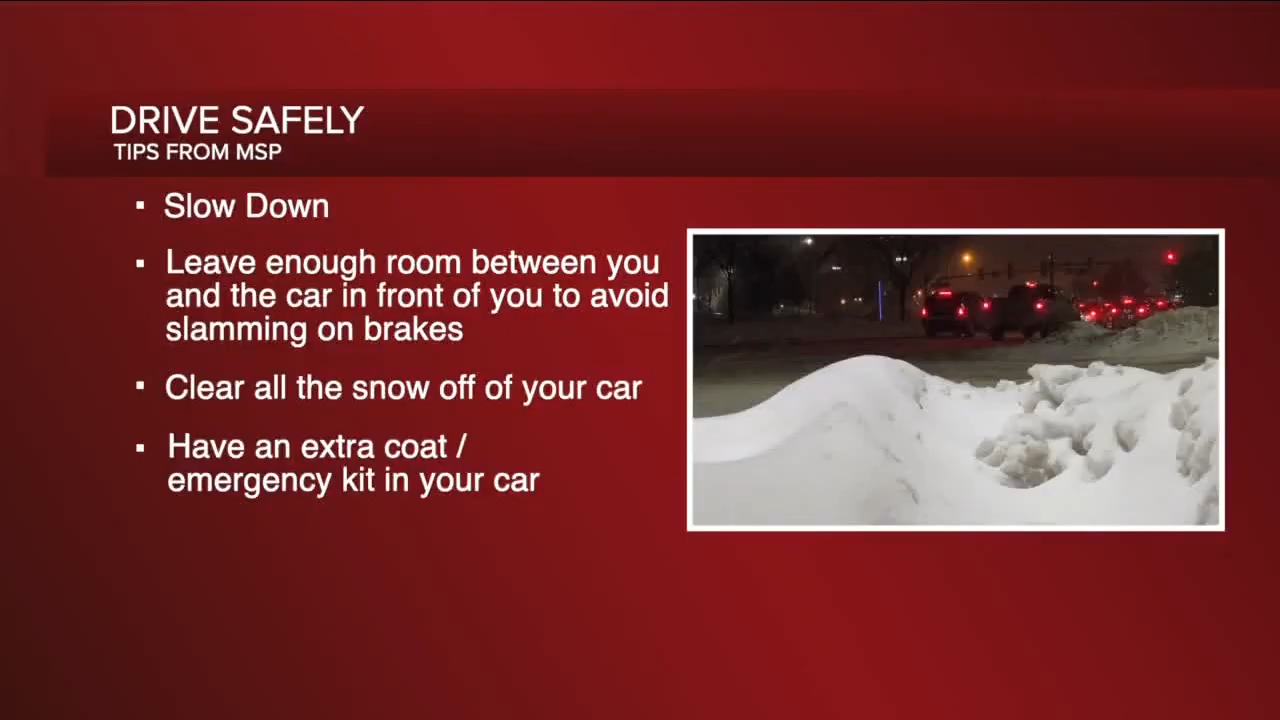 DRIVE SAFELY
TIPS FROM MSP
▪ Slow Down
▪ Leave enough room between you
and the car in front of you to avoid
slamming on brakes
▪ Clear all the snow off of your car
▪ Have an extra coat /
emergency kit in your car